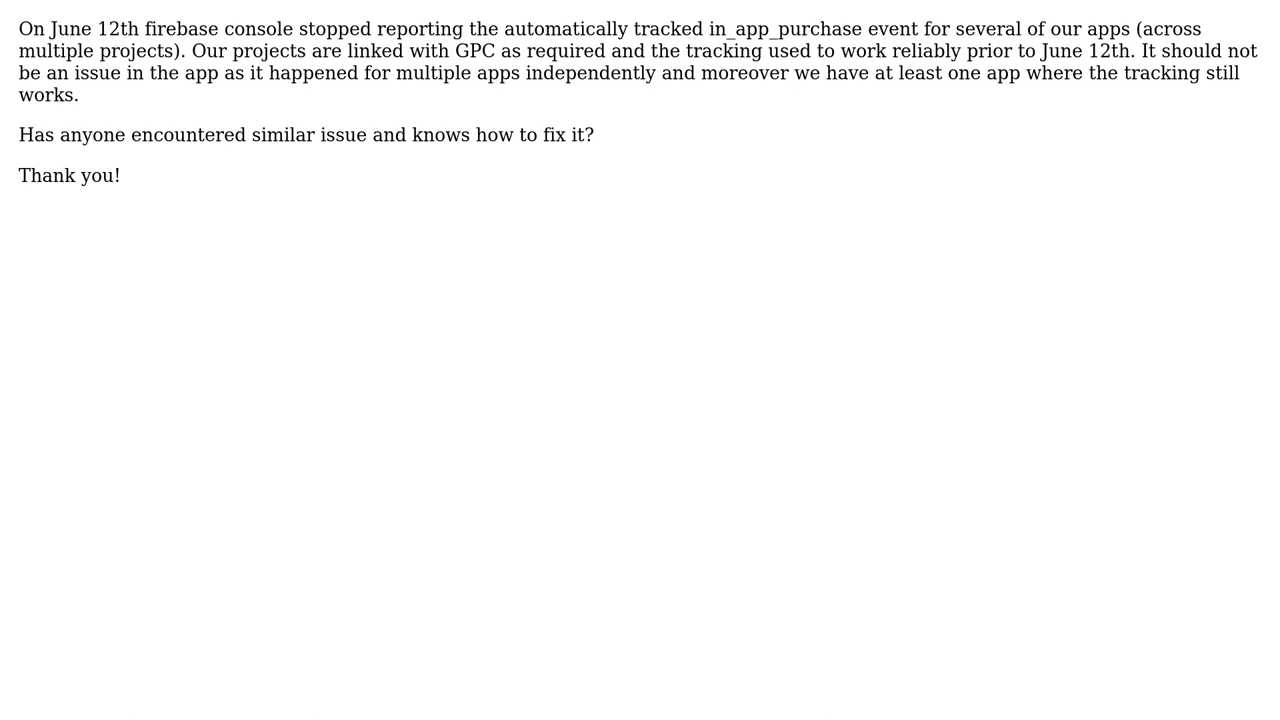 On June 12th firebase console stopped reporting the automatically tracked in_app_purchase event for several of our apps (across
multiple projects). Our projects are linked with GPC as required and the tracking used to work reliably prior to June 12th. It should not
be an issue in the app as it happened for multiple apps independently and moreover we have at least one app where the tracking still
works.
Has anyone encountered similar issue and knows how to fix it?
Thank you!